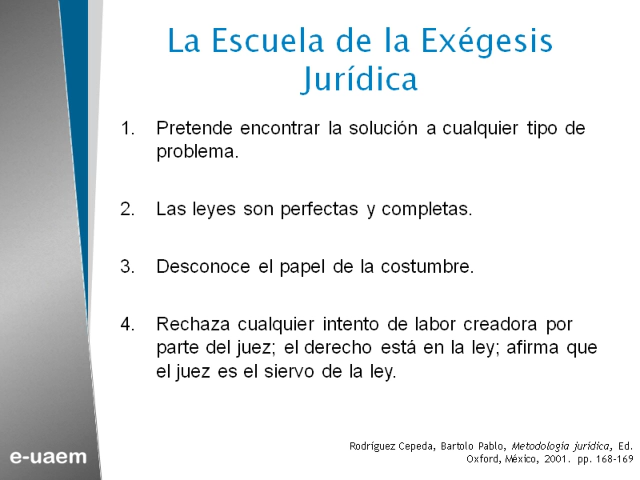 La Escuela de la Exégesis
Jurídica
1. Pretende encontrar la solución a cualquier tipo de
problema.
2. Las leyes son perfectas y completas.
3. Desconoce el papel de la costumbre.
4. Rechaza cualquier intento de labor creadora por
parte del juez; el derecho está en la ley; afirma que
el juez es el siervo de la ley.
Rodríguez Cepeda, Bartolo Pablo, Metodología jurídica, Ed.
Oxford, México, 2001. pp. 168-169
e-uaem